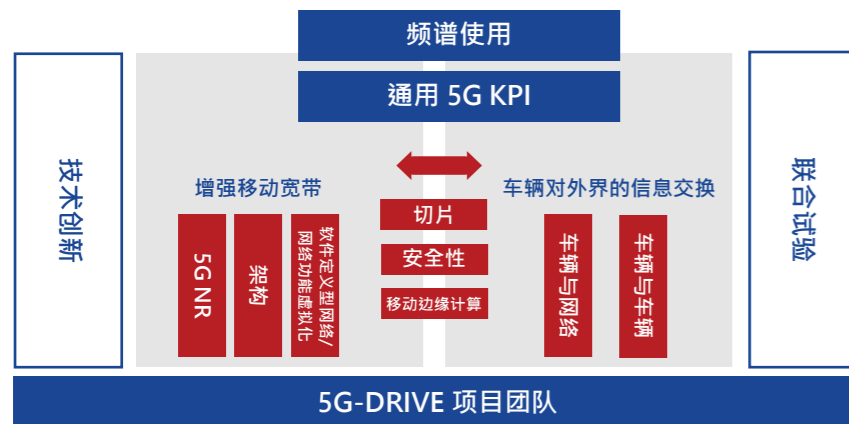 频谱使用
通用 5G KPI
技术创新
增强移动宽带
5G NR
架构
软件定义型网络/
网络功能虚拟化
切片
安全性
移动边缘计算
车辆对外界的信息交换
车辆与网络
车辆与车辆
联合试验
5G-DRIVE 项目团队